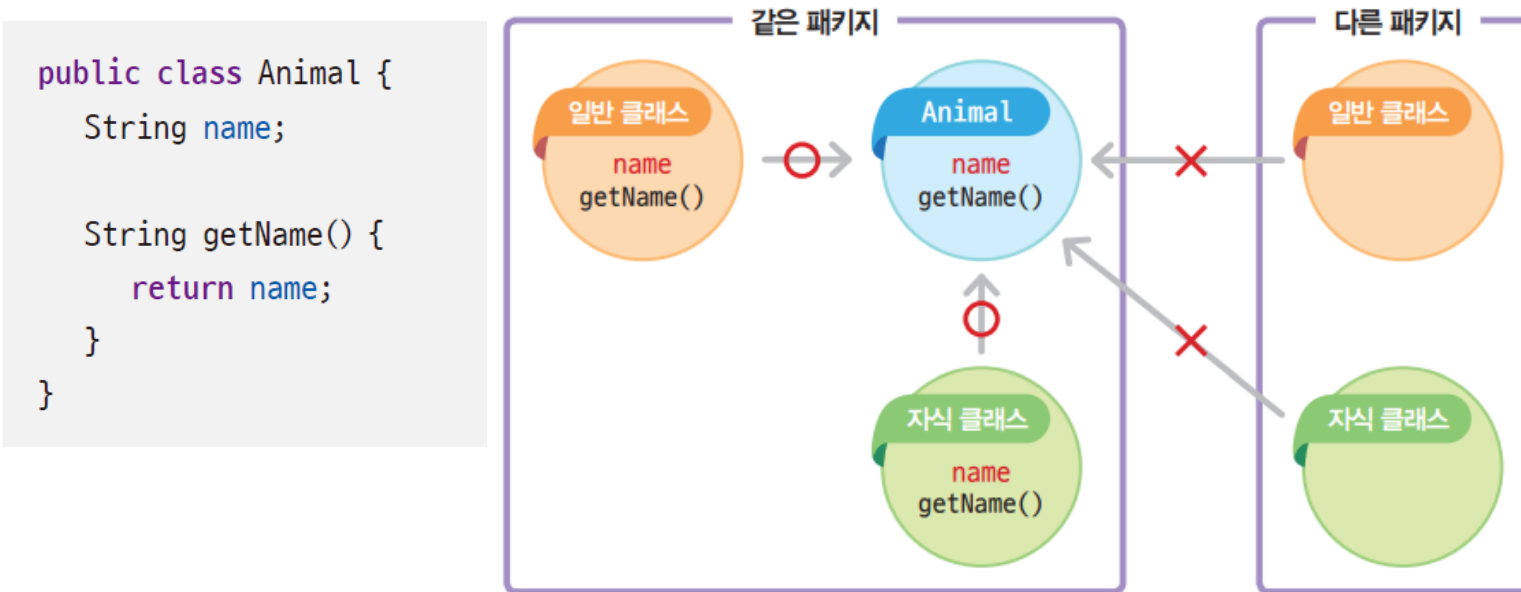 public class Animal {
String name;
String getName() {
return name;
}
}
같은 패키지
일반 클래스
name
getName()
Animal
name
getName()
자식 클래스
name
getName()
다른 패키지
일반 클래스
자식 클래스